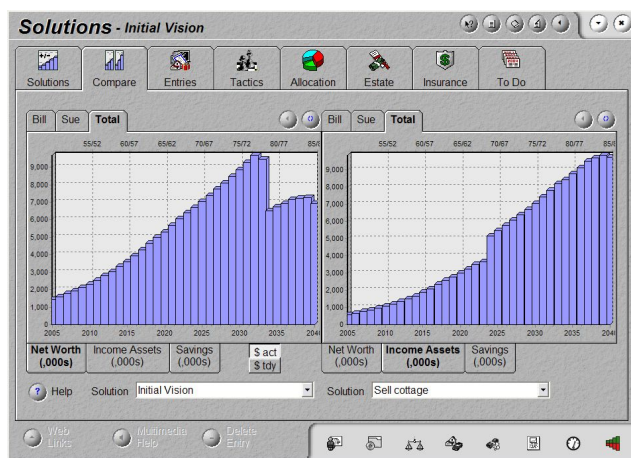 Solutions - Initial Vision
Solutions Compare Entries Tactics Allocation Estate Insurance To Do
Bill Sue Total
55/52 60/57 65/62 70/67 75/72 80/77 85/8
9,000
8,000
7,000
6,000
5,000
4,000
3,000
2,000
1,000
0
2005 2010 2015 2020 2025 2030 2035 204
Net Worth (,000s)
Income Assets (,000s)
Savings (,000s)
$ act
$ tdy
Bill Sue Total
55/52 60/57 65/62 70/67 75/72 80/77 85/8
9,000
8,000
7,000
6,000
5,000
4,000
3,000
2,000
1,000
0
2005 2010 2015 2020 2025 2030 2035 204
Net Worth (,000s)
Income Assets (,000s)
Savings (,000s)
? Help
Solution Initial Vision
Solution Sell cottage
Web Links
Multimedia Help
Delete Entry